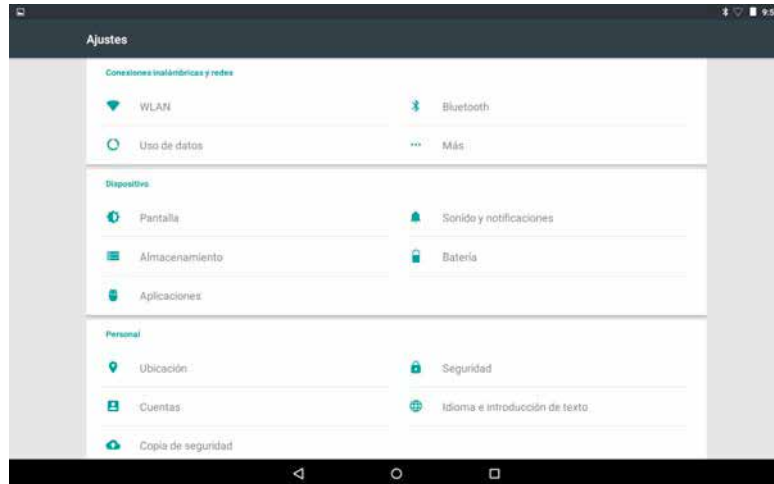 Ajustes
Conexiones inalámbricas y redes
WLAN
Bluetooth
Uso de datos
Más
Dispositivo
Pantalla
Sonido y notificaciones
Almacenamiento
Batería
Aplicaciones
Personal
Ubicación
Seguridad
Cuentas
Idioma e introducción de texto
Copia de seguridad